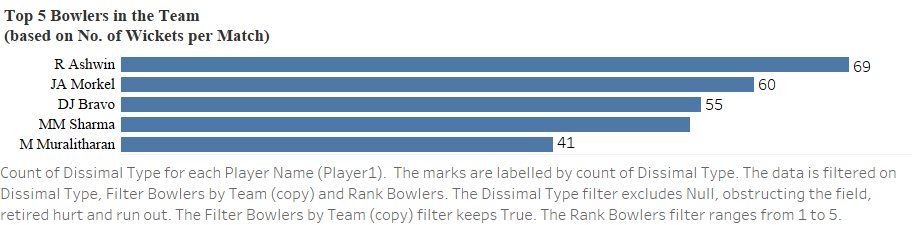 Top 5 Bowlers in the Team
(based on No. of Wickets per Match)
R Ashwin 69
JA Morkel 60
DJ Bravo 55
MM Sharma
M Muralitharan 41
Count of Dissimal Type for each Player Name (Player1).  The marks are labelled by count of Dissimal Type. The data is filtered on
Dissimal Type, Filter Bowlers by Team (copy) and Rank Bowlers. The Dissimal Type filter excludes Null, obstructing the field,
retired hurt and run out. The Filter Bowlers by Team (copy) filter keeps True. The Rank Bowlers filter ranges from 1 to 5.